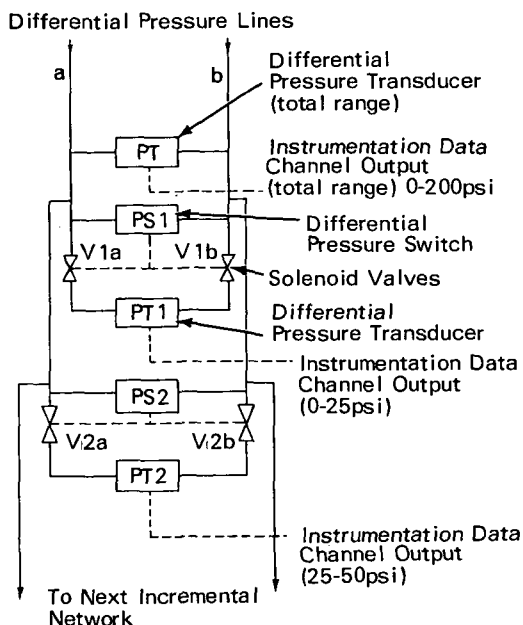 Differential Pressure Lines
a
b
Differential
Pressure Transducer
(total range)
PT
Instrumentation Data
Channel Output
(total range) 0-200psi
PS1
Differential
Pressure Switch
V1a
V1b
Solenoid Valves
PT1
Differential
Pressure Transducer
Instrumentation Data
Channel Output
(0-25psi)
PS2
V2a
V2b
PT2
Instrumentation Data
Channel Output
(25-50psi)
To Next Incremental
Network